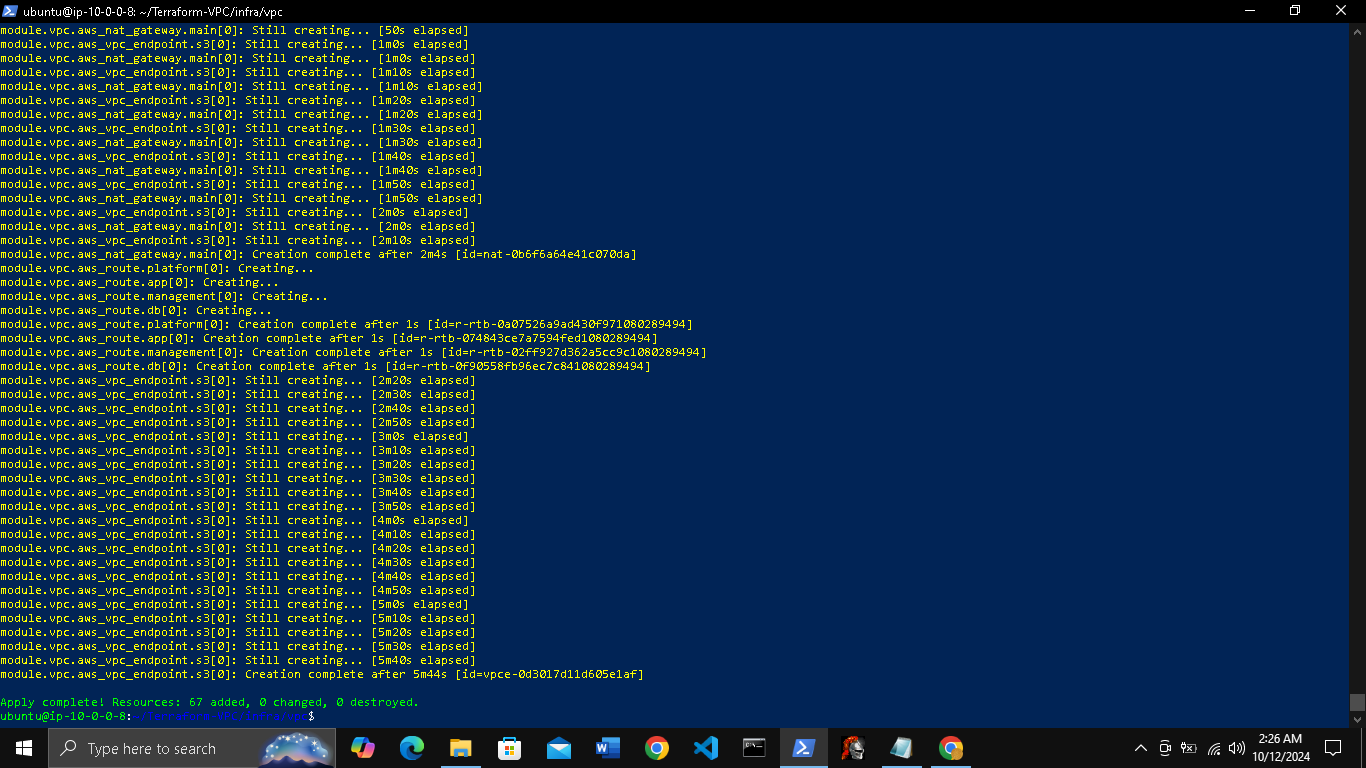 ubuntu@ip-10-0-0-8: ~/Terraform-VPC/infra/vpc
module.vpc.aws_nat_gateway.main[0]: Still creating... [50s elapsed]
module.vpc.aws_vpc_endpoint.s3[0]: Still creating... [1m0s elapsed]
module.vpc.aws_nat_gateway.main[0]: Still creating... [1m0s elapsed]
module.vpc.aws_vpc_endpoint.s3[0]: Still creating... [1m10s elapsed]
module.vpc.aws_nat_gateway.main[0]: Still creating... [1m10s elapsed]
module.vpc.aws_vpc_endpoint.s3[0]: Still creating... [1m20s elapsed]
module.vpc.aws_nat_gateway.main[0]: Still creating... [1m20s elapsed]
module.vpc.aws_vpc_endpoint.s3[0]: Still creating... [1m30s elapsed]
module.vpc.aws_nat_gateway.main[0]: Still creating... [1m30s elapsed]
module.vpc.aws_vpc_endpoint.s3[0]: Still creating... [1m40s elapsed]
module.vpc.aws_nat_gateway.main[0]: Still creating... [1m40s elapsed]
module.vpc.aws_vpc_endpoint.s3[0]: Still creating... [1m50s elapsed]
module.vpc.aws_nat_gateway.main[0]: Still creating... [1m50s elapsed]
module.vpc.aws_vpc_endpoint.s3[0]: Still creating... [2m0s elapsed]
module.vpc.aws_nat_gateway.main[0]: Still creating... [2m0s elapsed]
module.vpc.aws_vpc_endpoint.s3[0]: Still creating... [2m10s elapsed]
module.vpc.aws_nat_gateway.main[0]: Creation complete after 2m4s [id=nat-0b6f6a64e41c070da]
module.vpc.aws_route.platform[0]: Creating...
module.vpc.aws_route.app[0]: Creating...
module.vpc.aws_route.management[0]: Creating...
module.vpc.aws_route.db[0]: Creating...
module.vpc.aws_route.platform[0]: Creation complete after 1s [id=r-rtb-0a07526a9ad430f971080289494]
module.vpc.aws_route.app[0]: Creation complete after 1s [id=r-rtb-074843ce7a7594fed1080289494]
module.vpc.aws_route.management[0]: Creation complete after 1s [id=r-rtb-02ff927d362a5cc9c1080289494]
module.vpc.aws_route.db[0]: Creation complete after 1s [id=r-rtb-0f90558fb96ec7c841080289494]
module.vpc.aws_vpc_endpoint.s3[0]: Still creating... [2m20s elapsed]
module.vpc.aws_vpc_endpoint.s3[0]: Still creating... [2m30s elapsed]
module.vpc.aws_vpc_endpoint.s3[0]: Still creating... [2m40s elapsed]
module.vpc.aws_vpc_endpoint.s3[0]: Still creating... [2m50s elapsed]
module.vpc.aws_vpc_endpoint.s3[0]: Still creating... [3m0s elapsed]
module.vpc.aws_vpc_endpoint.s3[0]: Still creating... [3m10s elapsed]
module.vpc.aws_vpc_endpoint.s3[0]: Still creating... [3m20s elapsed]
module.vpc.aws_vpc_endpoint.s3[0]: Still creating... [3m30s elapsed]
module.vpc.aws_vpc_endpoint.s3[0]: Still creating... [3m40s elapsed]
module.vpc.aws_vpc_endpoint.s3[0]: Still creating... [3m50s elapsed]
module.vpc.aws_vpc_endpoint.s3[0]: Still creating... [4m0s elapsed]
module.vpc.aws_vpc_endpoint.s3[0]: Still creating... [4m10s elapsed]
module.vpc.aws_vpc_endpoint.s3[0]: Still creating... [4m20s elapsed]
module.vpc.aws_vpc_endpoint.s3[0]: Still creating... [4m30s elapsed]
module.vpc.aws_vpc_endpoint.s3[0]: Still creating... [4m40s elapsed]
module.vpc.aws_vpc_endpoint.s3[0]: Still creating... [4m50s elapsed]
module.vpc.aws_vpc_endpoint.s3[0]: Still creating... [5m0s elapsed]
module.vpc.aws_vpc_endpoint.s3[0]: Still creating... [5m10s elapsed]
module.vpc.aws_vpc_endpoint.s3[0]: Still creating... [5m20s elapsed]
module.vpc.aws_vpc_endpoint.s3[0]: Still creating... [5m30s elapsed]
module.vpc.aws_vpc_endpoint.s3[0]: Still creating... [5m40s elapsed]
module.vpc.aws_vpc_endpoint.s3[0]: Creation complete after 5m44s [id=vpce-0d3017d11d605e1af]
Apply complete! Resources: 67 added, 0 changed, 0 destroyed.
ubuntu@ip-10-0-0-8:~/Terraform-VPC/infra/vpc$
Type here to search
2:26 AM
10/12/2024